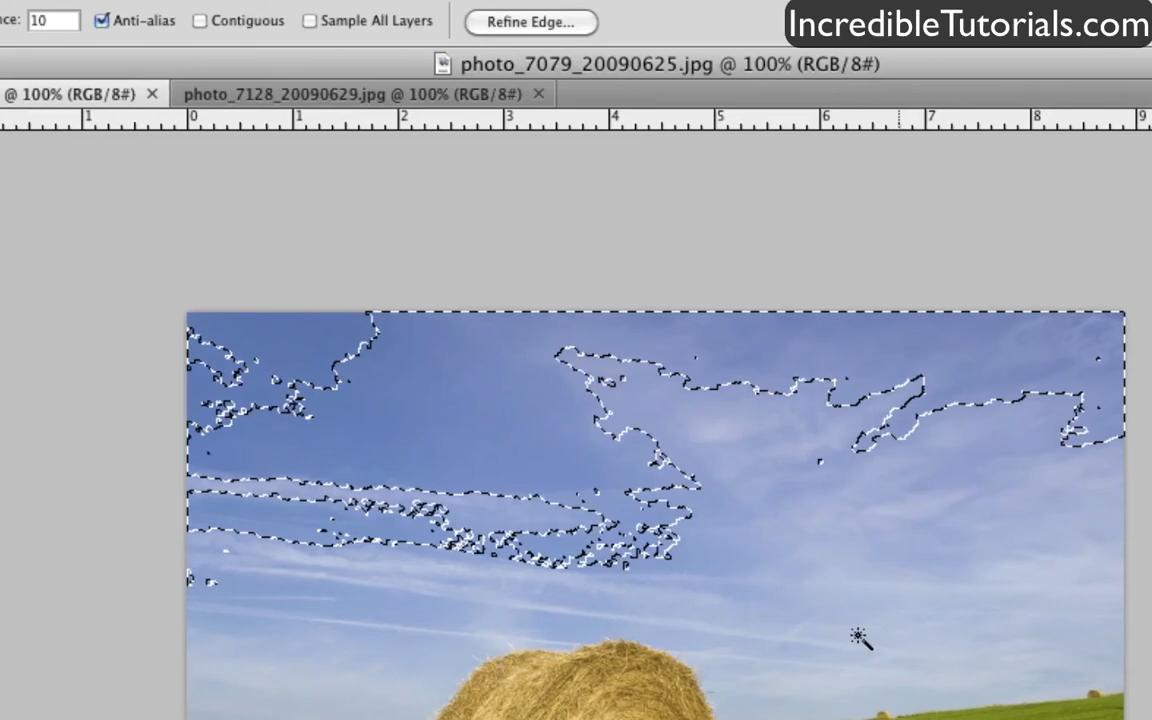 nce: 10 Anti-alias Contiguous Sample All Layers Refine Edge... IncredibleTutorials.com
photo_7079_20090625.jpg @ 100% (RGB/8#)
@ 100% (RGB/8#) × photo_7128_20090629.jpg @ 100% (RGB/8#) ×
1 0 1 2 3 4 5 6 7 8 9